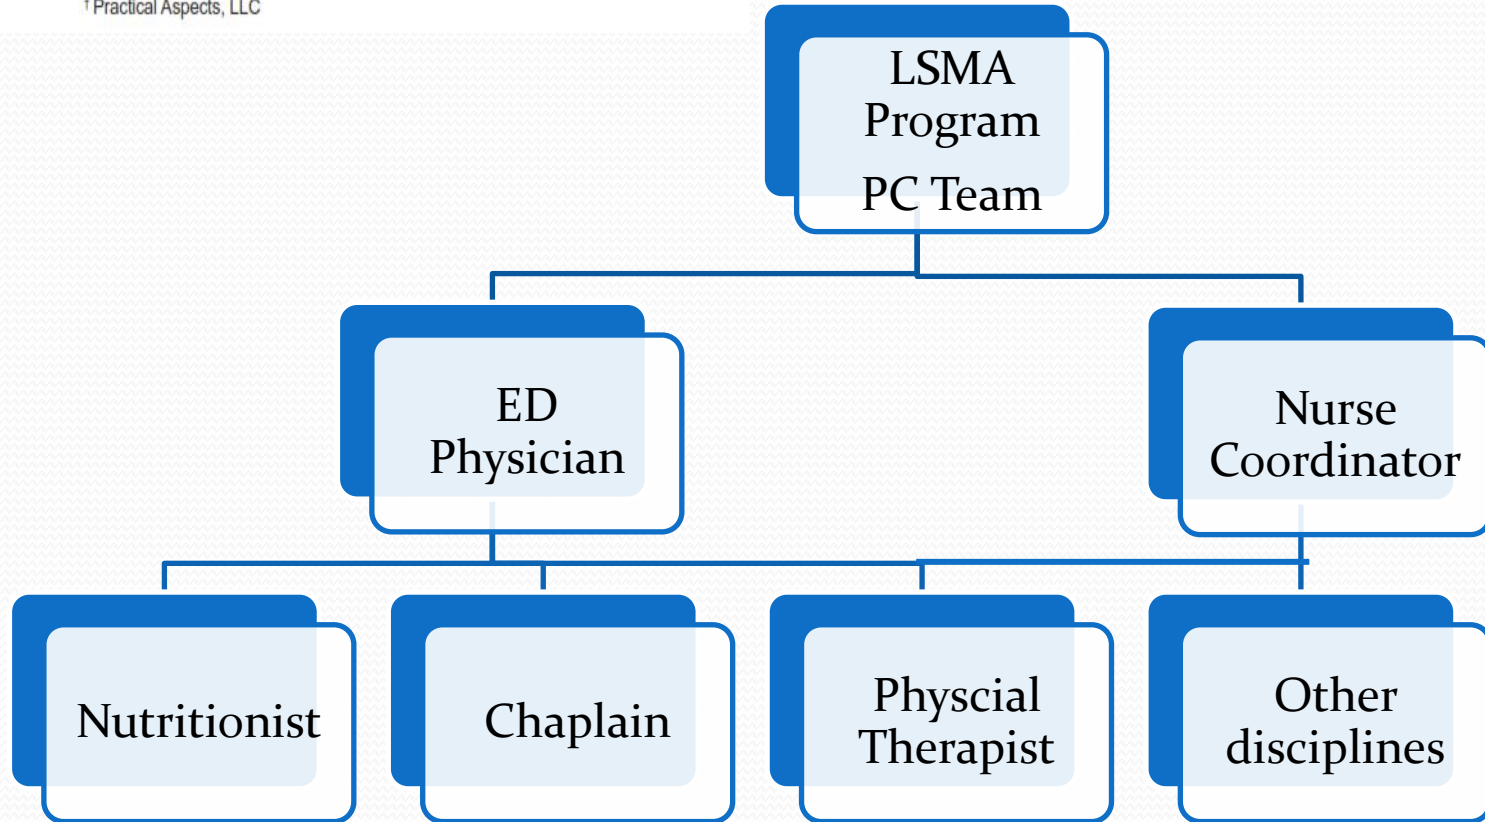 † Practical Aspects, LLC
LSMA
Program
PC Team
ED
Physician
Nurse
Coordinator
Nutritionist
Chaplain
Physcial
Therapist
Other
disciplines